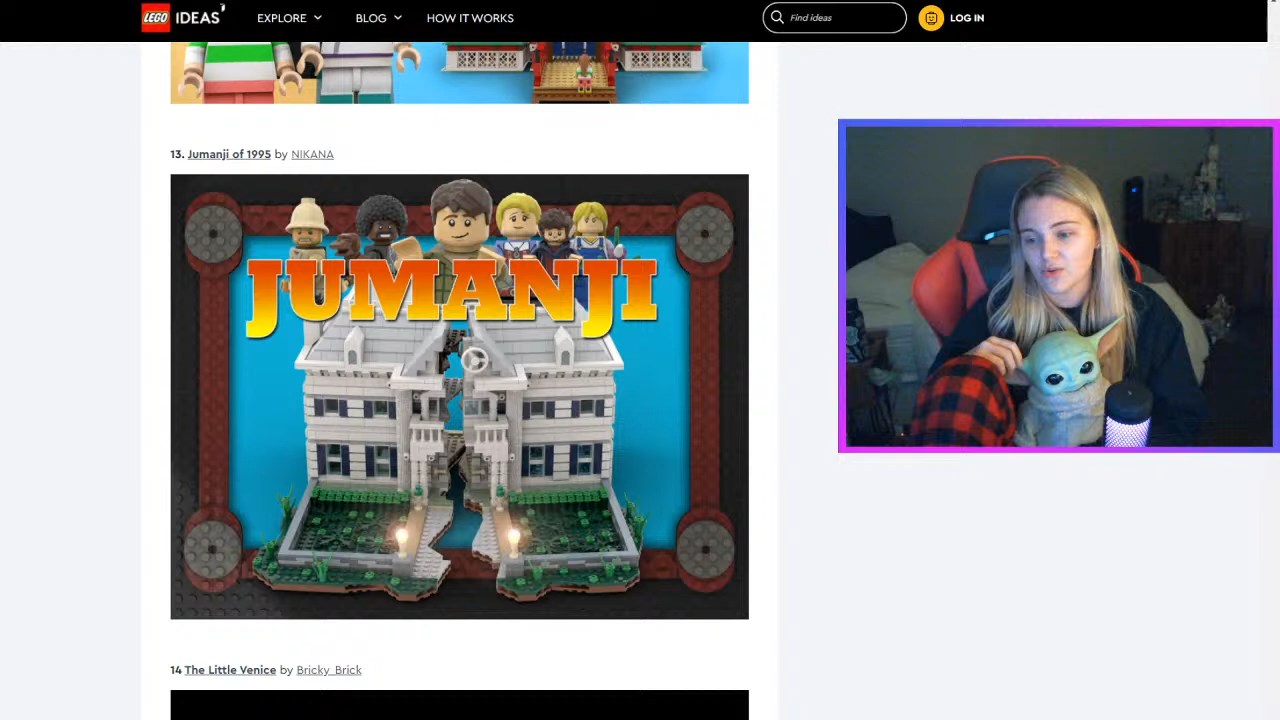 LEGO IDEAS EXPLORE BLOG HOW IT WORKS Find ideas LOG IN
13. Jumanji of 1995 by NIKANA
JUMANJI
14 The Little Venice by Bricky_Brick